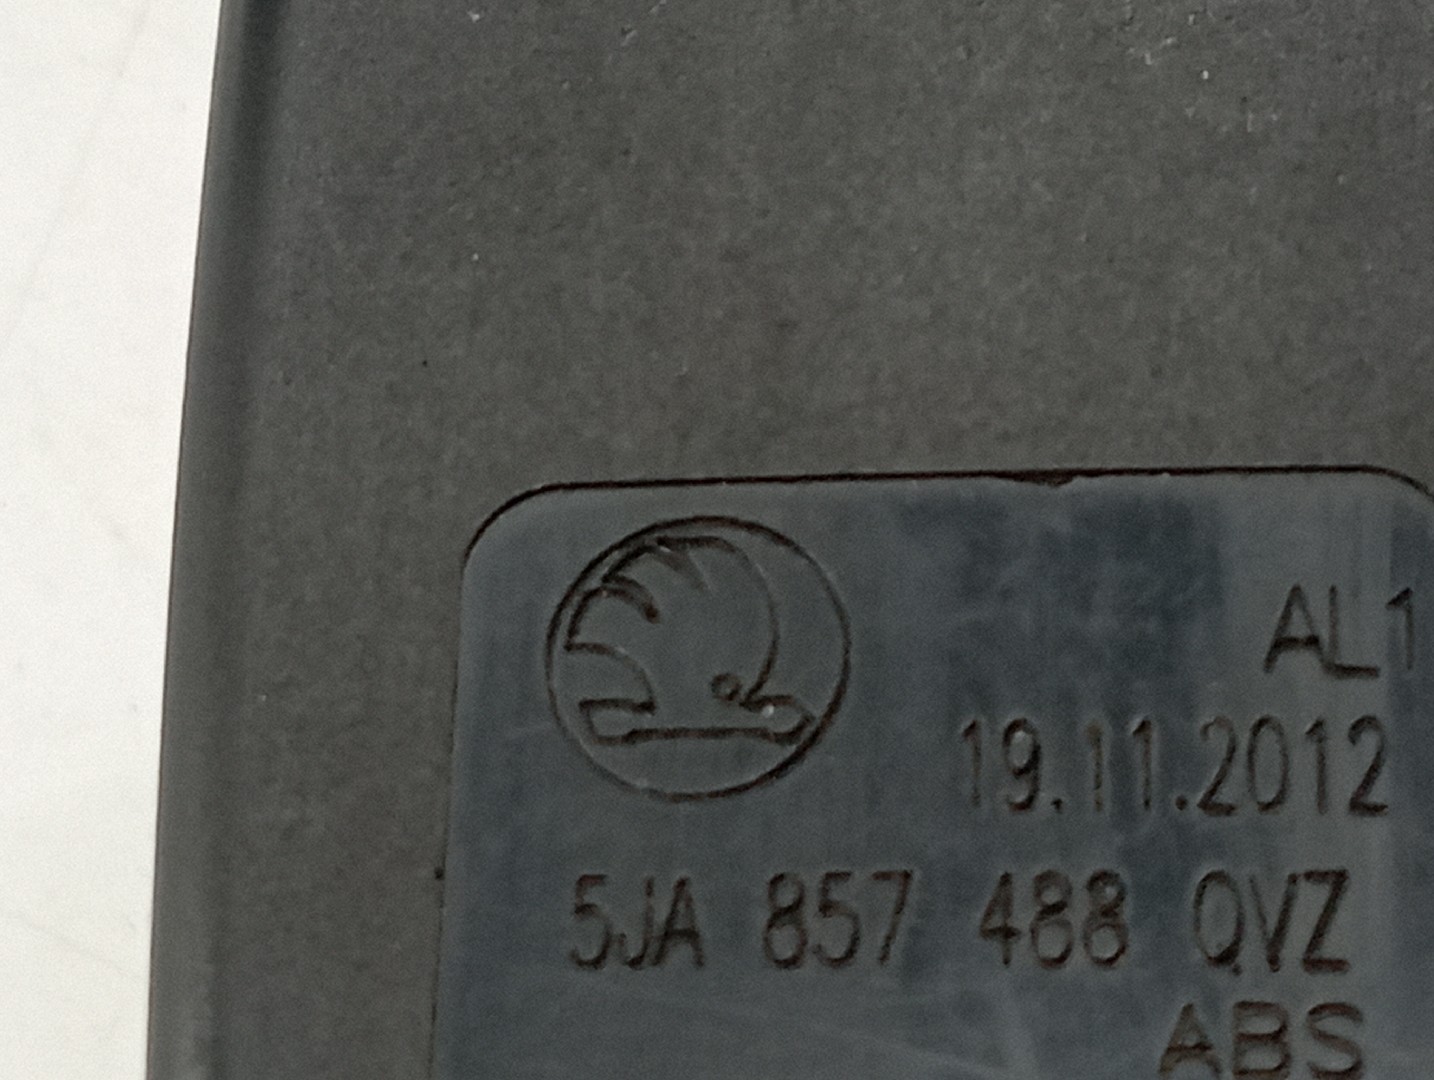 AL1
19.11.2012
5JA 857 488 QVZ
ABS